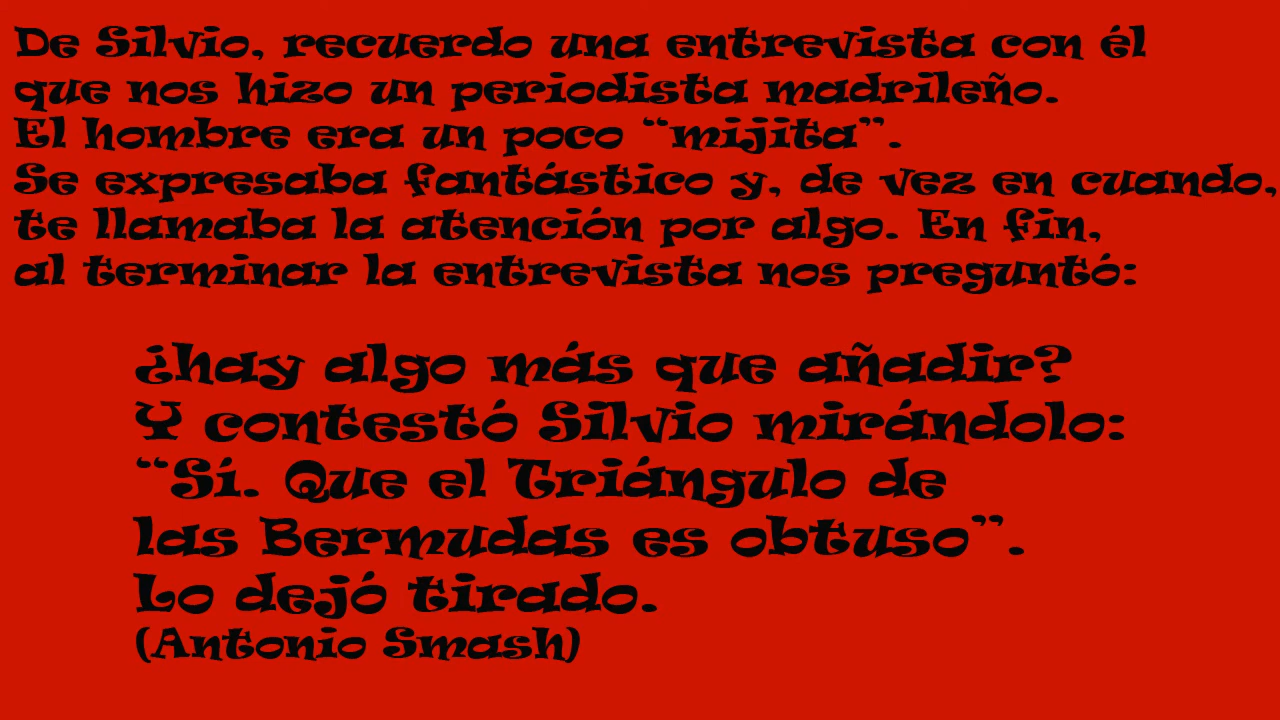 De Silvio, recuerdo una entrevista con él
que nos hizo un periodista madrileño.
El hombre era un poco “mijita”.
Se expresaba fantástico y, de vez en cuando,
te llamaba la atención por algo. En fin,
al terminar la entrevista nos preguntó:
¿hay algo más que añadir?
Y contestó Silvio mirándolo:
“Sí. Que el Triángulo de
las Bermudas es obtuso”.
Lo dejó tirado.
(Antonio Smash)